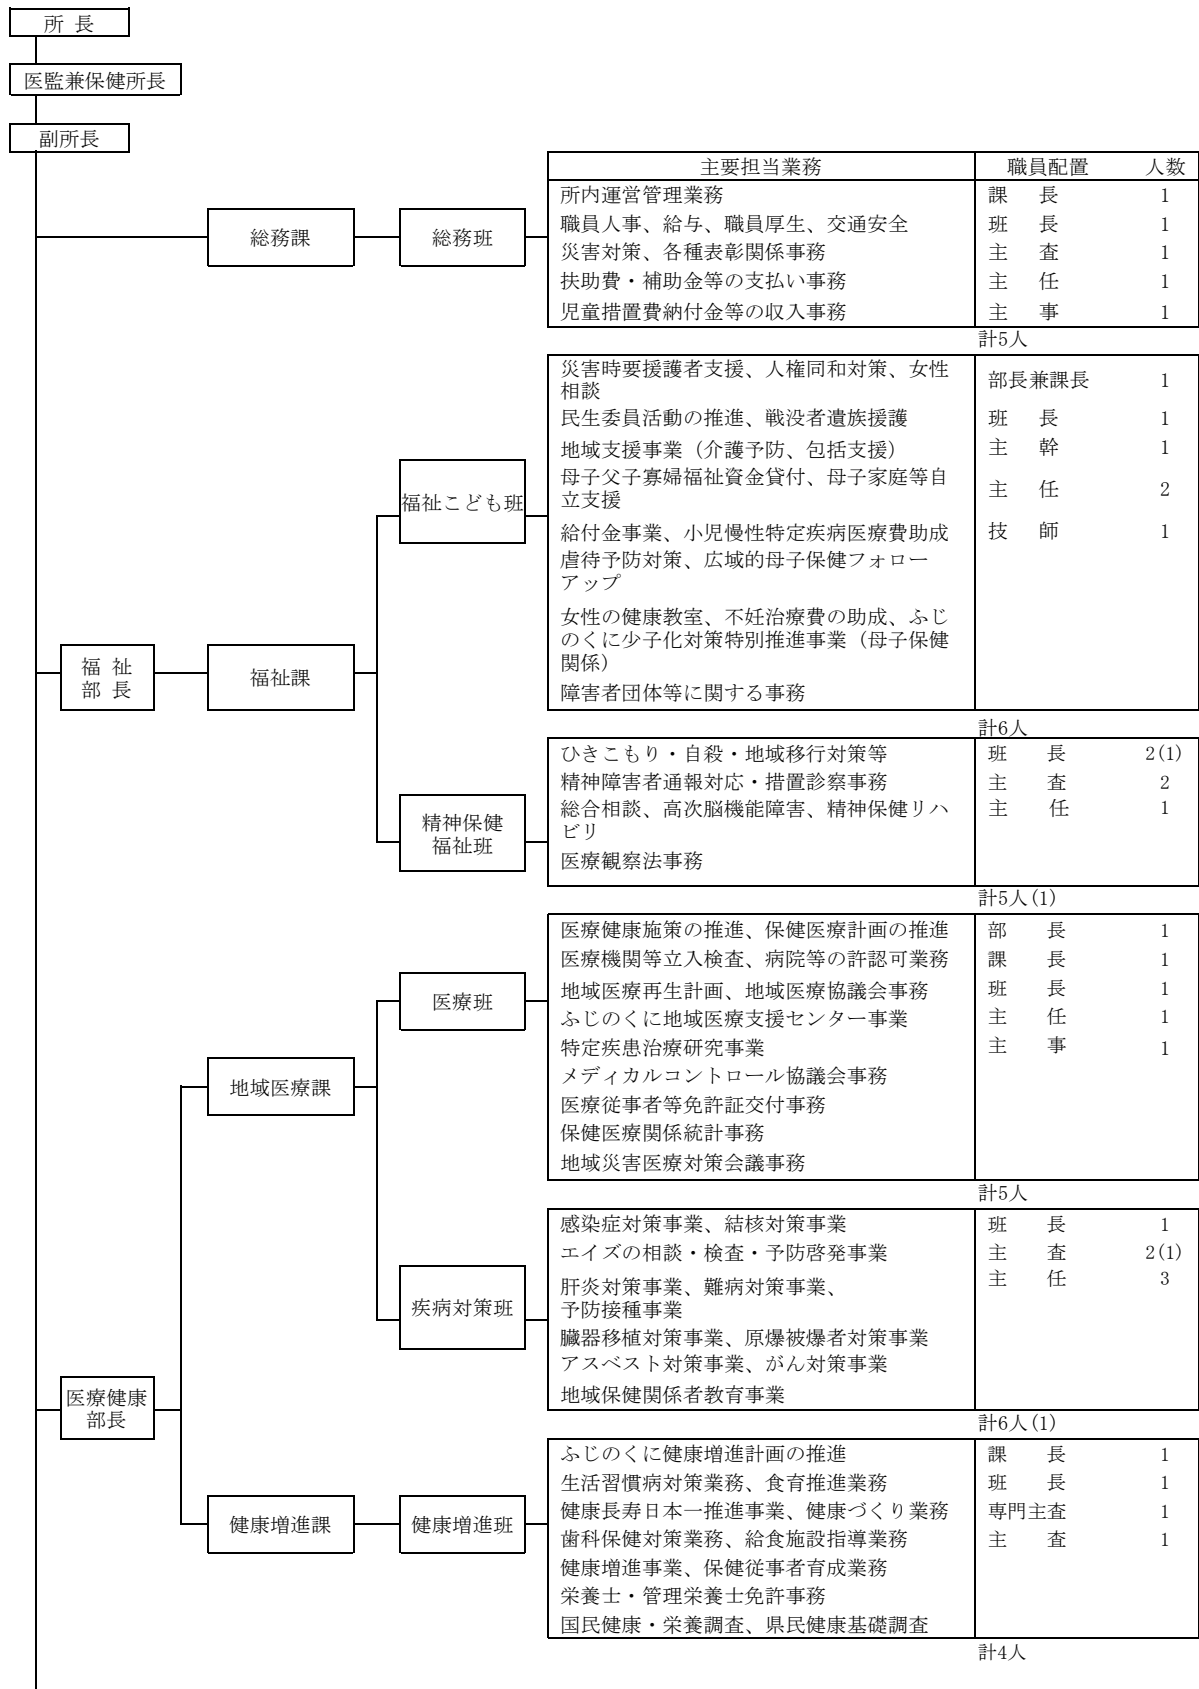 所 長
医監兼保健所長
副所長
主要担当業務 職員配置 人数
総務課
総務班
所内運営管理業務 課 長 1
職員人事、給与、職員厚生、交通安全 班 長 1
災害対策、各種表彰関係事務 主 査 1
扶助費・補助金等の支払い事務 主 任 1
児童措置費納付金等の収入事務 主 事 1
計5人
福 祉
部 長
福祉課
福祉こども班
災害時要援護者支援、人権同和対策、女性
相談
部長兼課長 1
民生委員活動の推進、戦没者遺族援護 班 長 1
地域支援事業（介護予防、包括支援） 主 幹 1
母子父子寡婦福祉資金貸付、母子家庭等自
立支援
主 任 2
給付金事業、小児慢性特定疾病医療費助成 技 師 1
虐待予防対策、広域的母子保健フォロー
アップ
女性の健康教室、不妊治療費の助成、ふじ
のくに少子化対策特別推進事業（母子保健
関係）
障害者団体等に関する事務
計6人
精神保健
福祉班
ひきこもり・自殺・地域移行対策等 班 長 2(1)
精神障害者通報対応・措置診察事務 主 査 2
総合相談、高次脳機能障害、精神保健リハ 主 任 1
ビリ
医療観察法事務
計5人(1)
医療健康
部長
地域医療課
医療班
医療健康施策の推進、保健医療計画の推進 部 長 1
医療機関等立入検査、病院等の許認可業務 課 長 1
地域医療再生計画、地域医療協議会事務 班 長 1
ふじのくに地域医療支援センター事業 主 任 1
特定疾患治療研究事業 主 事 1
メディカルコントロール協議会事務
医療従事者等免許証交付事務
保健医療関係統計事務
地域災害医療対策会議事務
計5人
疾病対策班
感染症対策事業、結核対策事業 班 長 1
エイズの相談・検査・予防啓発事業 主 査 2(1)
肝炎対策事業、難病対策事業、 主 任 3
予防接種事業
臓器移植対策事業、原爆被爆者対策事業
アスベスト対策事業、がん対策事業
地域保健関係者教育事業
計6人(1)
健康増進課
健康増進班
ふじのくに健康増進計画の推進 課 長 1
生活習慣病対策業務、食育推進業務 班 長 1
健康長寿日本一推進事業、健康づくり業務 専門主査 1
歯科保健対策業務、給食施設指導業務 主 査 1
健康増進事業、保健従事者育成業務
栄養士・管理栄養士免許事務
国民健康・栄養調査、県民健康基礎調査
計4人